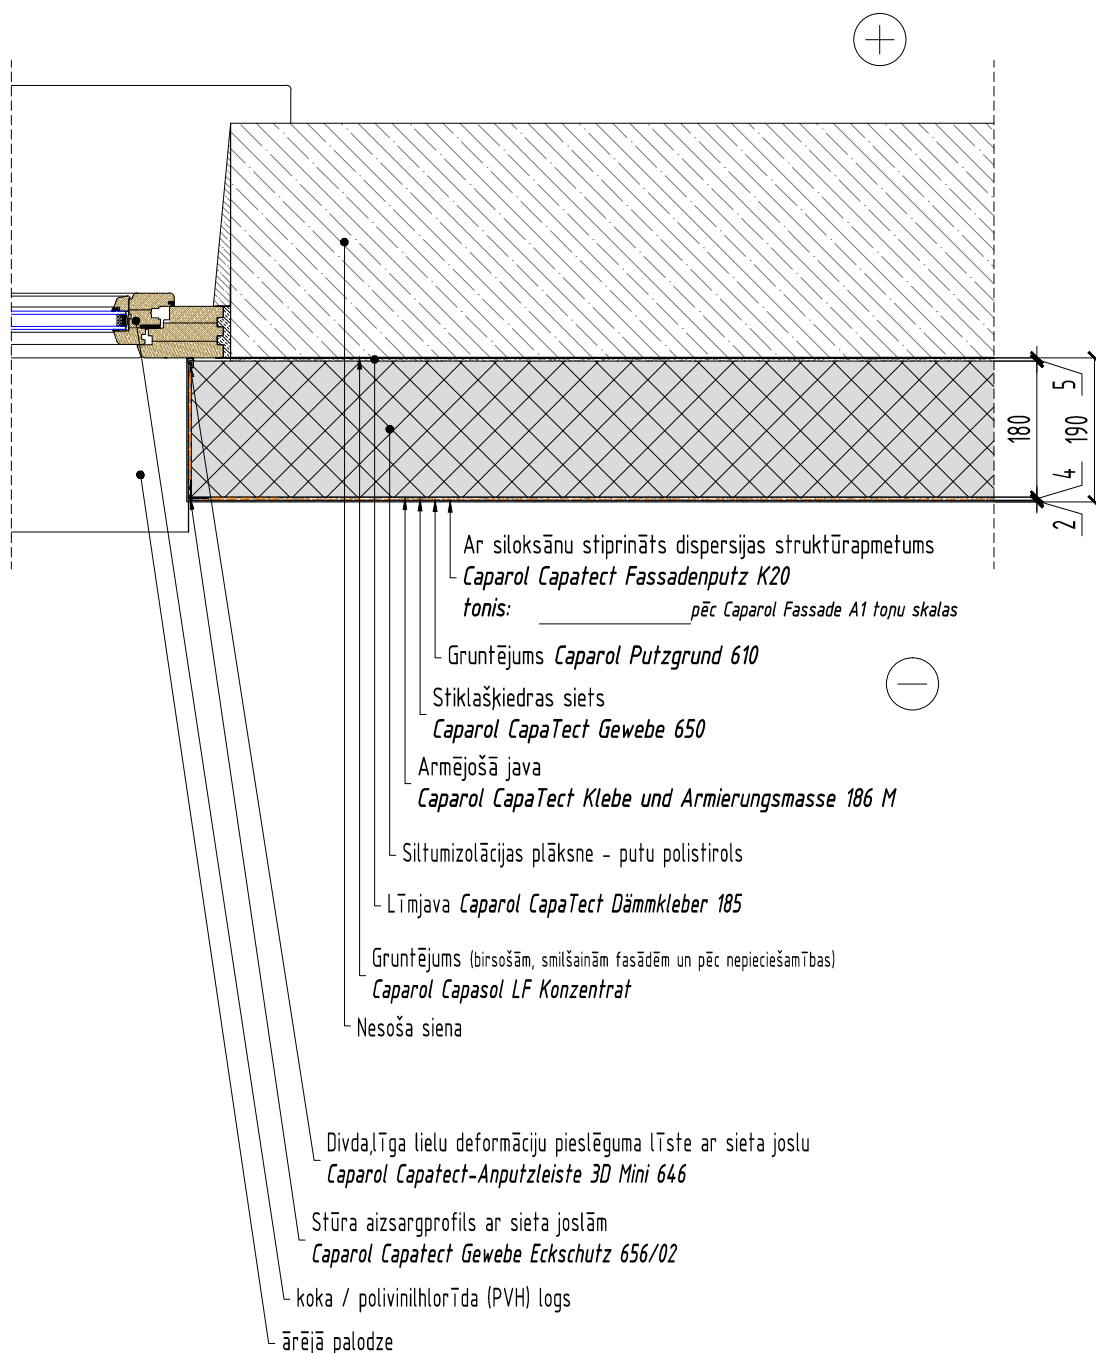 5
180
190
4
2
Ar siloksānu stiprināts dispersijas struktūrapmetums
Caparol Capatect Fassadenputz K20
tonis: pēc Caparol Fassade A1 toņu skalas
Gruntējums Caparol Putzgrund 610
Stiklašķiedras siets
Caparol CapaTect Gewebe 650
Armējošā java
Caparol CapaTect Klebe und Armierungsmasse 186 M
Siltumizolācijas plāksne - putu polistirols
Līmjava Caparol CapaTect Dämmkleber 185
Gruntējums (birsošām, smilšainām fasādēm un pēc nepieciešamības)
Caparol Capasol LF Konzentrat
Nesoša siena
Divda,līga lielu deformāciju pieslēguma līste ar sieta joslu
Caparol Capatect-Anputzleiste 3D Mini 646
Stūra aizsargprofils ar sieta joslām
Caparol Capatect Gewebe Eckschutz 656/02
koka / polivinilhlorīda (PVH) logs
ārējā palodze